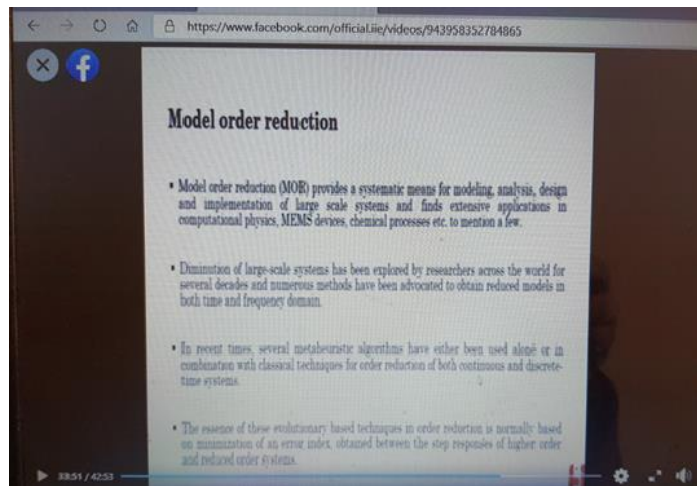 https://www.facebook.com/official.iie/videos/943958352784865
Model order reduction
• Model order reduction (MOR) provides a systematic means for modeling, analysis, design
and implementation of large scale systems and finds extensive applications in
computational physics, MEMS devices, chemical processes etc. to mention a few.
• Diminution of large-scale systems has been explored by researchers across the world for
several decades and numerous methods have been advocated to obtain reduced models in
both time and frequency domain.
• In recent times, several metaheuristic algorithms have either been used alone or in
combination with classical techniques for order reduction of both continuous and discrete-
time systems.
• The essence of these evolutionary based techniques in order reduction is normally based
on minimization of an error index, obtained between the step responses of higher order
and reduced order systems.
/ 42:53